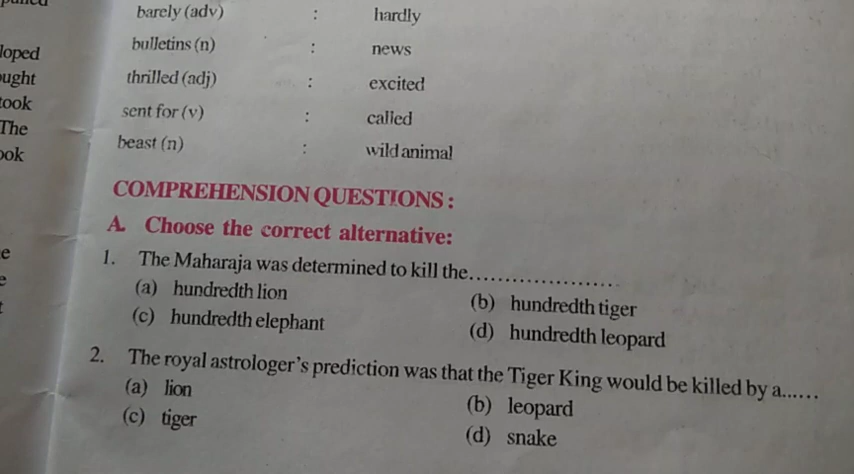 loped
ought
took
The
ook
e
e
t
barely (adv) : hardly
bulletins (n) : news
thrilled (adj) : excited
sent for (v) : called
beast (n) : wild animal
COMPREHENSION QUESTIONS :
A. Choose the correct alternative:
1. The Maharaja was determined to kill the.....................
(a) hundredth lion (b) hundredth tiger
(c) hundredth elephant (d) hundredth leopard
2. The royal astrologer's prediction was that the Tiger King would be killed by a......
(a) lion (b) leopard
(c) tiger (d) snake